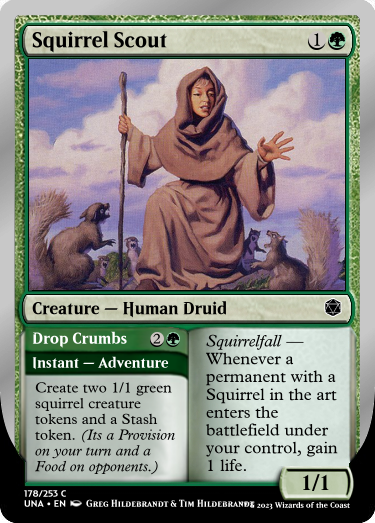 Squirrel Scout 1
Creature — Human Druid
Drop Crumbs 2
Instant — Adventure
Create two 1/1 green
squirrel creature
tokens and a Stash
token. (Its a Provision
on your turn and a
Food on opponents.)
Squirrelfall —
Whenever a
permanent with a
Squirrel in the art
enters the
battlefield under
your control, gain
1 life.
1/1
178/253 C
UNA • EN Greg Hildebrandt & Tim Hildebrandt
2023 Wizards of the Coast